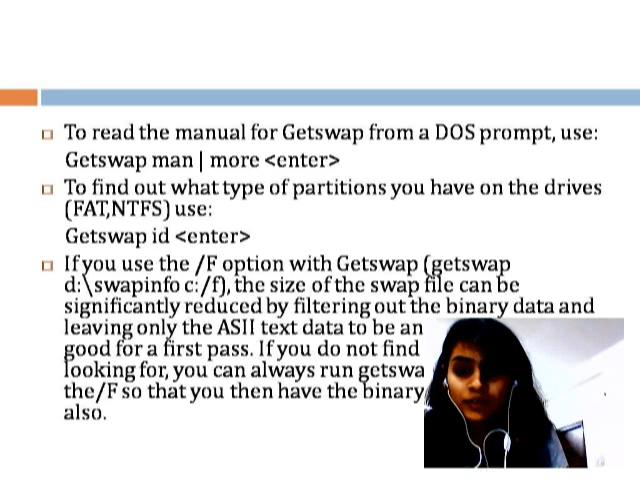 To read the manual for Getswap from a DOS prompt, use:
Getswap man | more <enter>
To find out what type of partitions you have on the drives
(FAT,NTFS) use:
Getswap id <enter>
If you use the /F option with Getswap (getswap
d:\swapinfo c: /f), the size of the swap file can be
significantly reduced by filtering out the binary data and
leaving only the ASII text data to be an
good for a first pass. If you do not find
looking for, you can always run getswa
the/F so that you then have the binary
also.